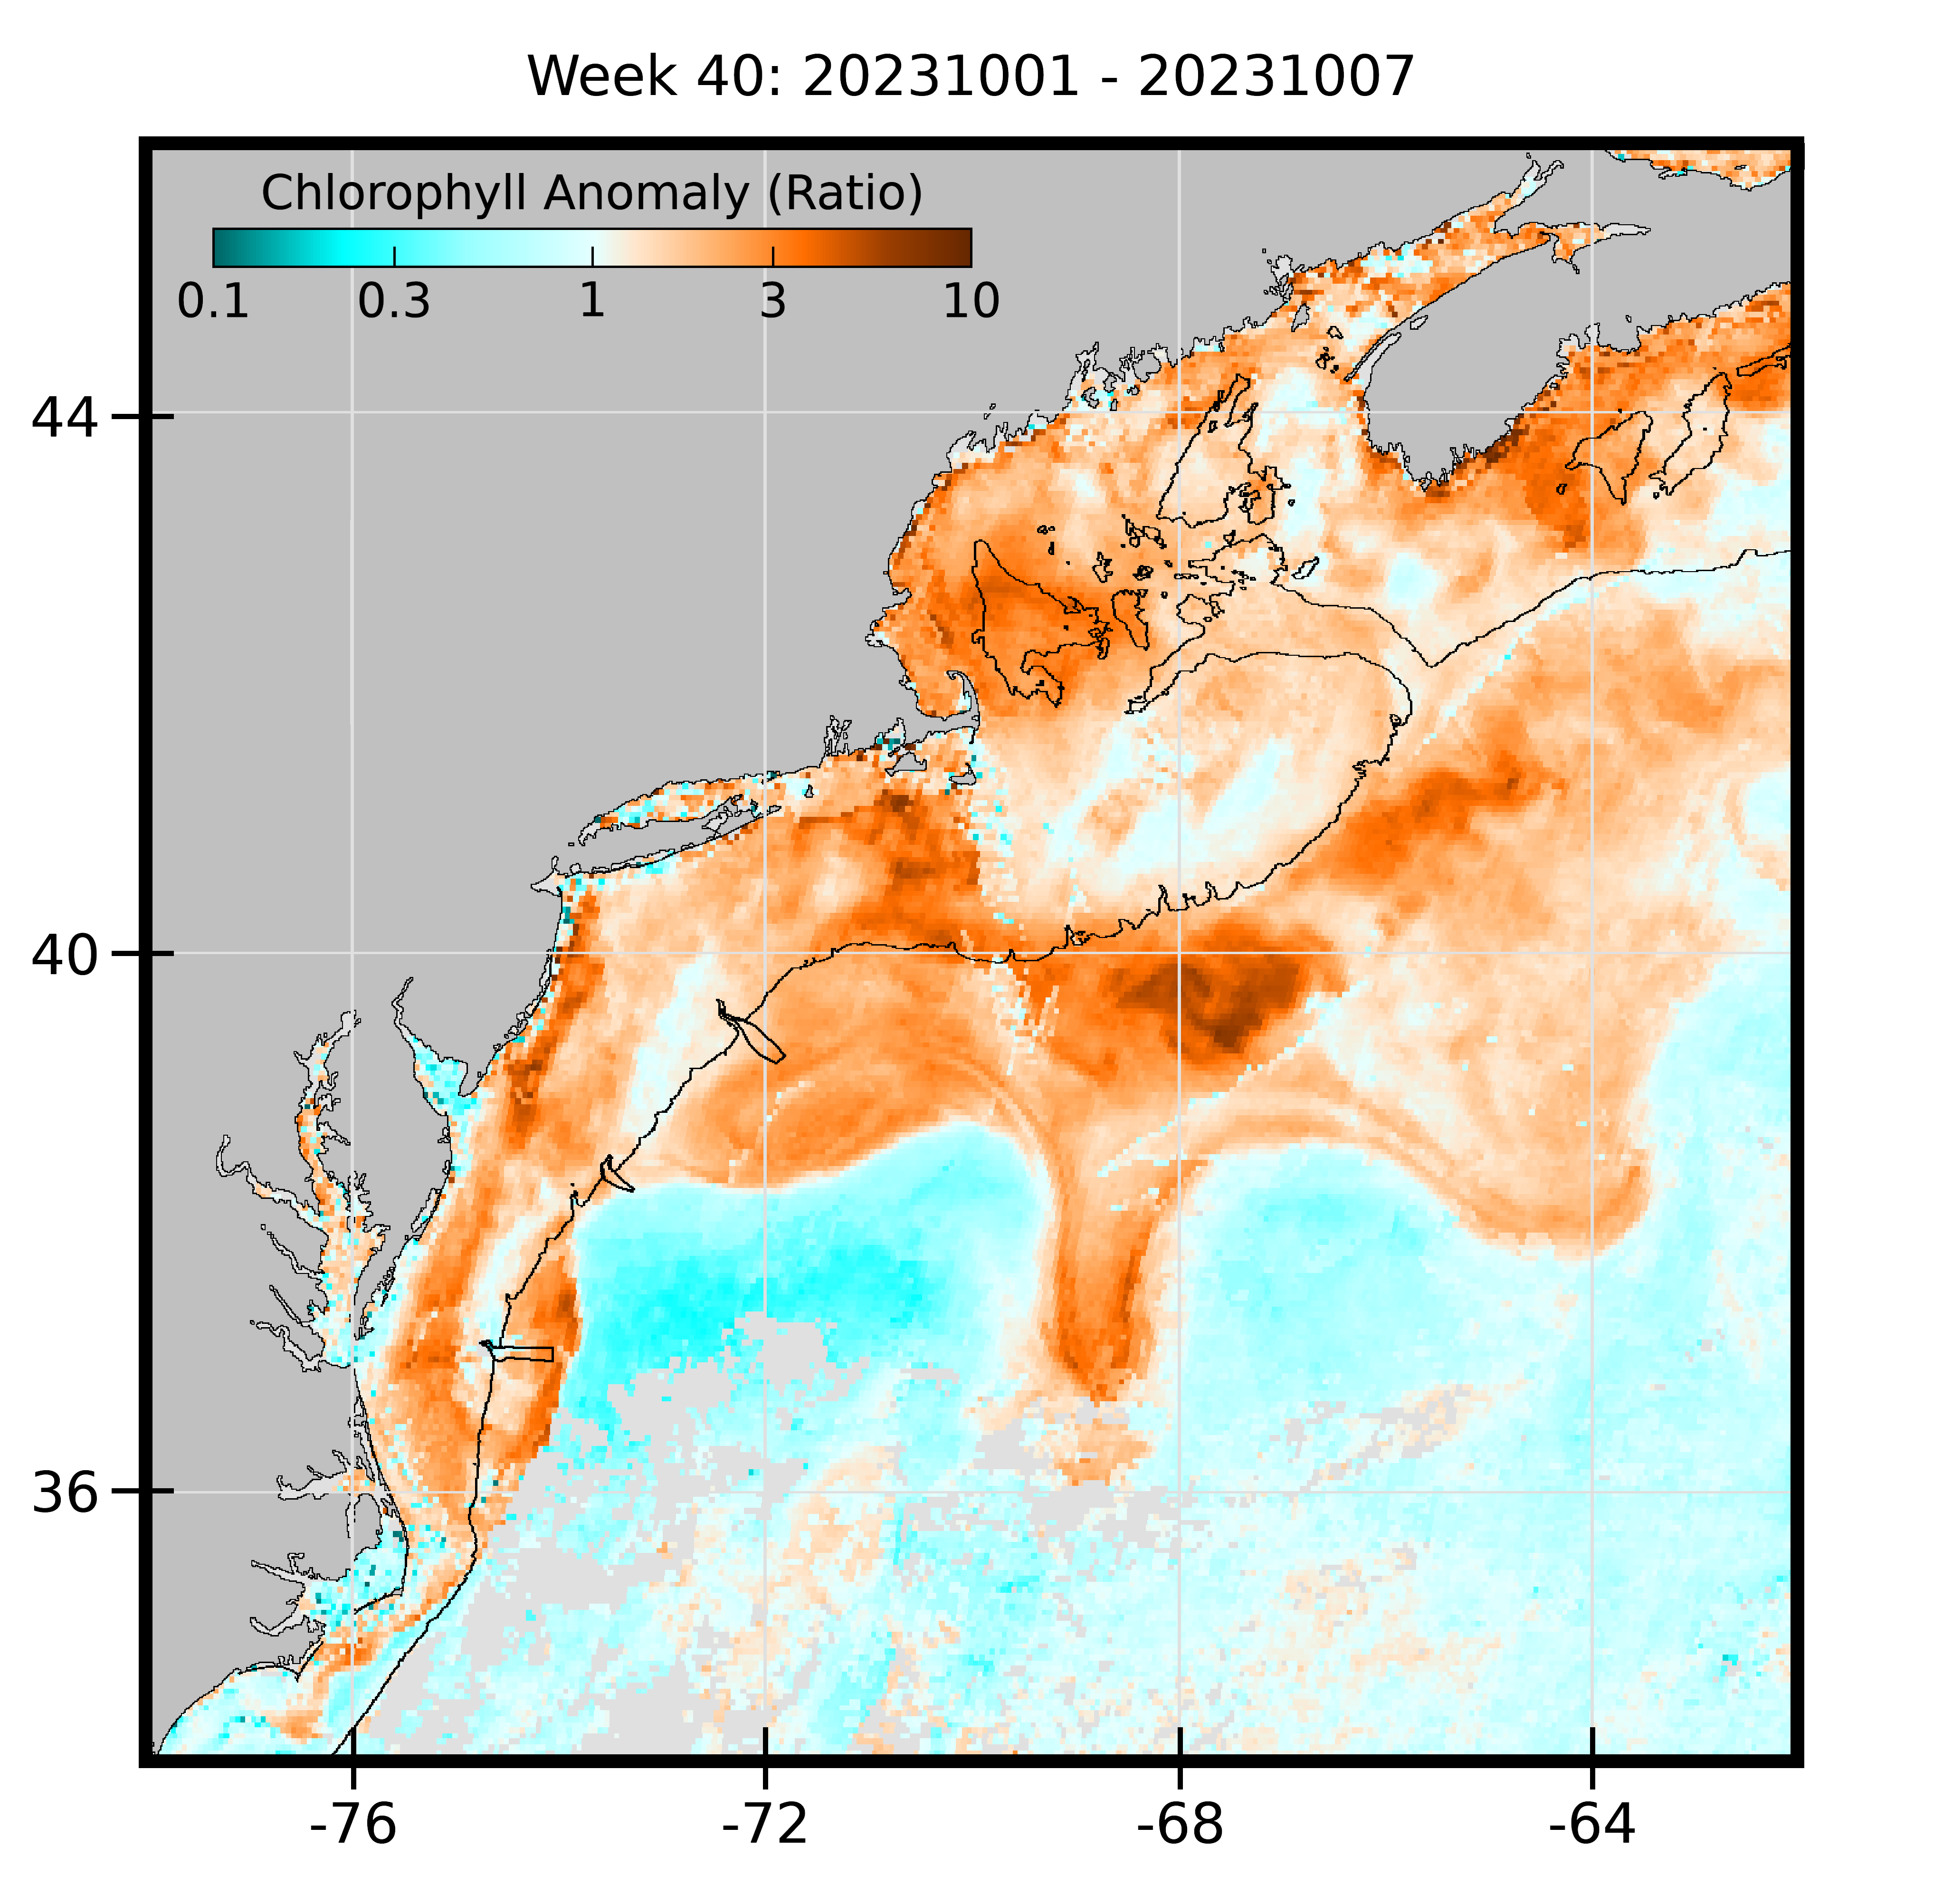 Week 40: 20231001 - 20231007
Chlorophyll Anomaly (Ratio)
0.1 0.3 1 3 10
44
40
36
-76 -72 -68 -64